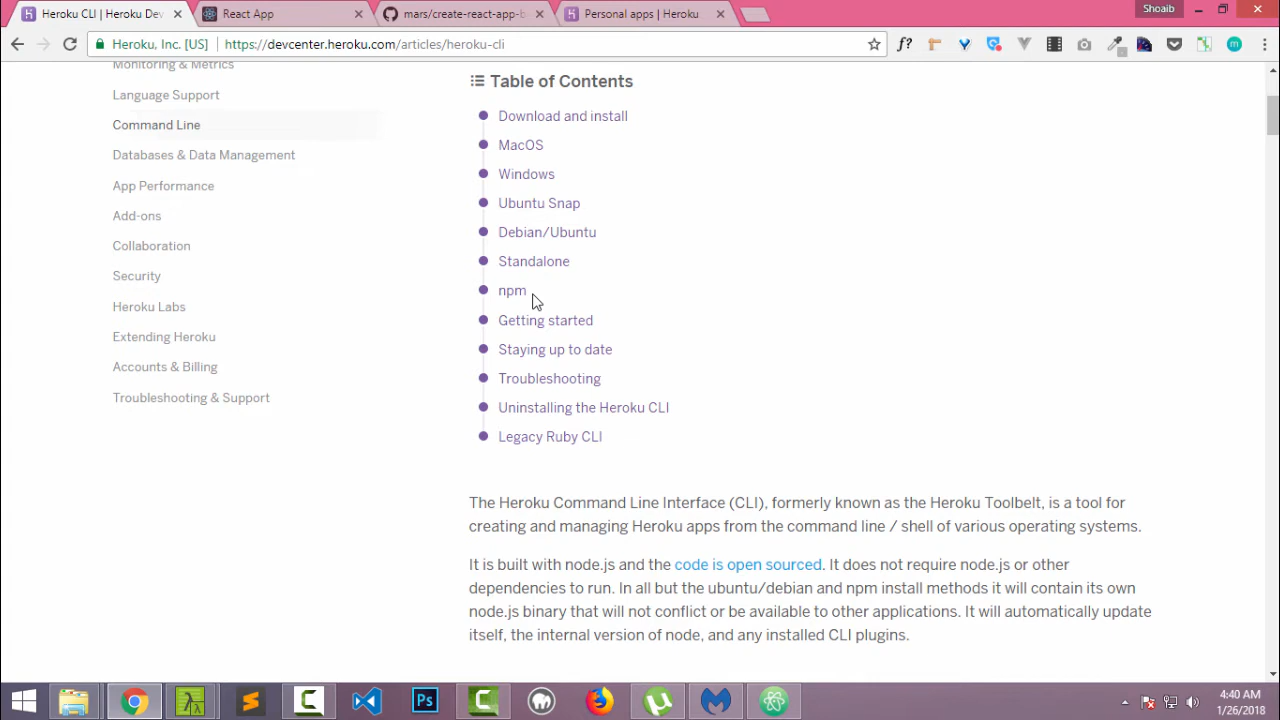 Heroku CLI | Heroku Dev
React App
mars/create-react-app-b
Personal apps | Heroku
Shoaib
Heroku, Inc. [US]
https://devcenter.heroku.com/articles/heroku-cli
f?
m
Monitoring & Metrics
Language Support
Command Line
Databases & Data Management
App Performance
Add-ons
Collaboration
Security
Heroku Labs
Extending Heroku
Accounts & Billing
Troubleshooting & Support
Table of Contents
Download and install
MacOS
Windows
Ubuntu Snap
Debian/Ubuntu
Standalone
npm
Getting started
Staying up to date
Troubleshooting
Uninstalling the Heroku CLI
Legacy Ruby CLI
The Heroku Command Line Interface (CLI), formerly known as the Heroku Toolbelt, is a tool for
creating and managing Heroku apps from the command line / shell of various operating systems.
It is built with node.js and the code is open sourced. It does not require node.js or other
dependencies to run. In all but the ubuntu/debian and npm install methods it will contain its own
node.js binary that will not conflict or be available to other applications. It will automatically update
itself, the internal version of node, and any installed CLI plugins.
Ps
4:40 AM
1/26/2018